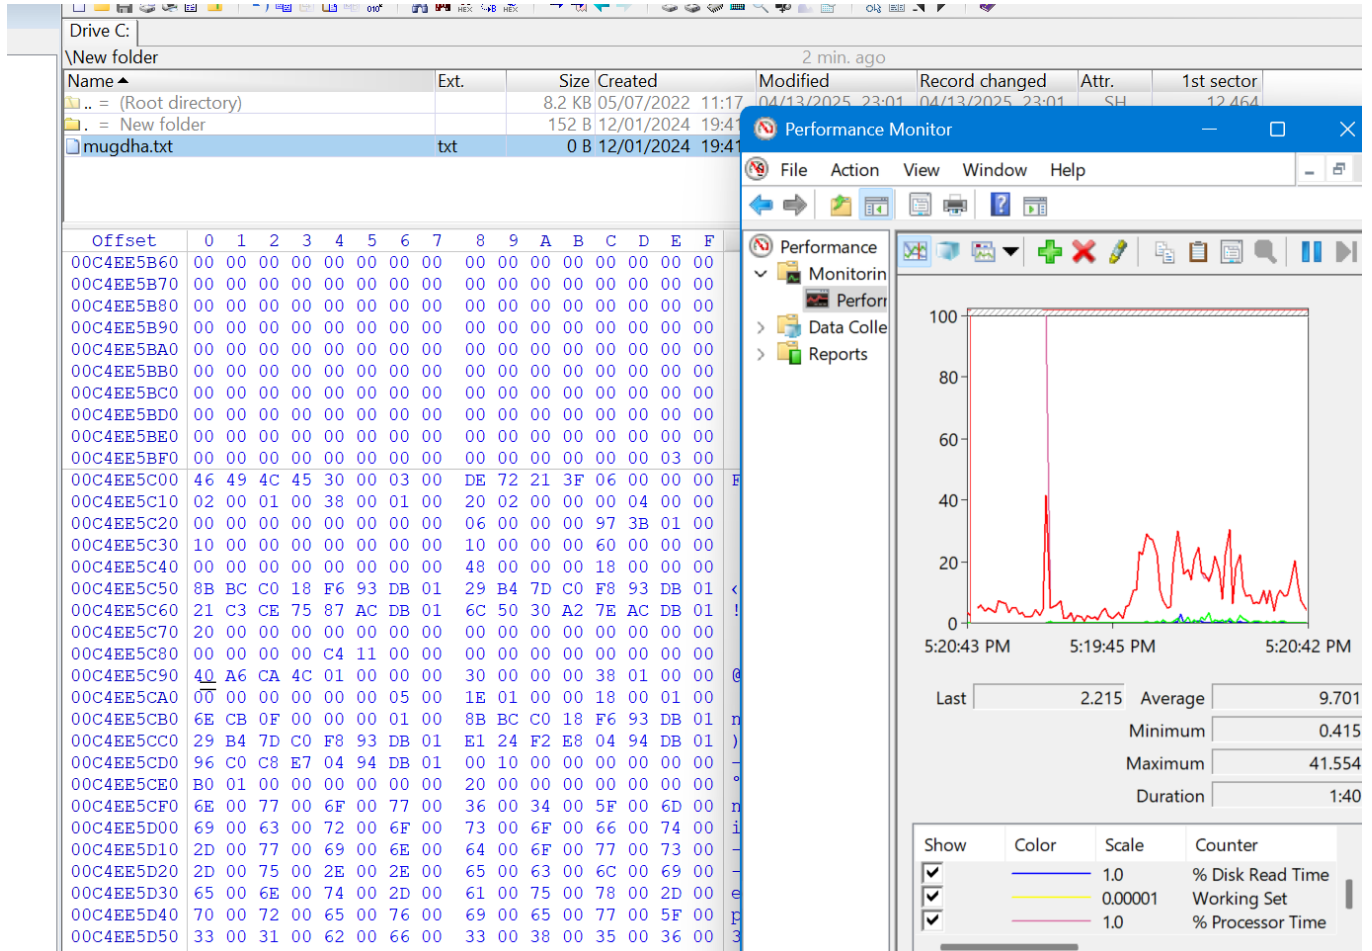 Drive C:
\New folder
2 min. ago
Name Ext. Size Created Modified Record changed Attr. 1st sector
.. = (Root directory) 8.2 KB 05/07/2022 11:17 04/13/2025 23:01 04/13/2025 23:01 SH 12,464
. = New folder 152 B 12/01/2024 19:41
mugdha.txt txt 0 B 12/01/2024 19:41
Offset 0 1 2 3 4 5 6 7 8 9 A B C D E F
00C4EE5B60 00 00 00 00 00 00 00 00 00 00 00 00 00 00 00 00
00C4EE5B70 00 00 00 00 00 00 00 00 00 00 00 00 00 00 00 00
00C4EE5B80 00 00 00 00 00 00 00 00 00 00 00 00 00 00 00 00
00C4EE5B90 00 00 00 00 00 00 00 00 00 00 00 00 00 00 00 00
00C4EE5BA0 00 00 00 00 00 00 00 00 00 00 00 00 00 00 00 00
00C4EE5BB0 00 00 00 00 00 00 00 00 00 00 00 00 00 00 00 00
00C4EE5BC0 00 00 00 00 00 00 00 00 00 00 00 00 00 00 00 00
00C4EE5BD0 00 00 00 00 00 00 00 00 00 00 00 00 00 00 00 00
00C4EE5BE0 00 00 00 00 00 00 00 00 00 00 00 00 00 00 00 00
00C4EE5BF0 00 00 00 00 00 00 00 00 00 00 00 00 00 00 03 00
00C4EE5C00 46 49 4C 45 30 00 03 00 DE 72 21 3F 06 00 00 00 F
00C4EE5C10 02 00 01 00 38 00 01 00 20 02 00 00 00 04 00 00
00C4EE5C20 00 00 00 00 00 00 00 00 06 00 00 00 97 3B 01 00
00C4EE5C30 10 00 00 00 00 00 00 00 10 00 00 00 60 00 00 00
00C4EE5C40 00 00 00 00 00 00 00 00 48 00 00 00 18 00 00 00
00C4EE5C50 8B BC C0 18 F6 93 DB 01 29 B4 7D C0 F8 93 DB 01 ‹
00C4EE5C60 21 C3 CE 75 87 AC DB 01 6C 50 30 A2 7E AC DB 01 !
00C4EE5C70 20 00 00 00 00 00 00 00 00 00 00 00 00 00 00 00
00C4EE5C80 00 00 00 00 C4 11 00 00 00 00 00 00 00 00 00 00
00C4EE5C90 40 A6 CA 4C 01 00 00 00 30 00 00 00 38 01 00 00 @
00C4EE5CA0 00 00 00 00 00 00 05 00 1E 01 00 00 18 00 01 00
00C4EE5CB0 6E CB 0F 00 00 00 01 00 8B BC C0 18 F6 93 DB 01 n
00C4EE5CC0 29 B4 7D C0 F8 93 DB 01 E1 24 F2 E8 04 94 DB 01 )
00C4EE5CD0 96 C0 C8 E7 04 94 DB 01 00 10 00 00 00 00 00 00 –
00C4EE5CE0 B0 01 00 00 00 00 00 00 20 00 00 00 00 00 00 00 °
00C4EE5CF0 6E 00 77 00 6F 00 77 00 36 00 34 00 5F 00 6D 00 n
00C4EE5D00 69 00 63 00 72 00 6F 00 73 00 6F 00 66 00 74 00 i
00C4EE5D10 2D 00 77 00 69 00 6E 00 64 00 6F 00 77 00 73 00 -
00C4EE5D20 2D 00 75 00 2E 00 2E 00 65 00 63 00 6C 00 69 00 -
00C4EE5D30 65 00 6E 00 74 00 2D 00 61 00 75 00 78 00 2D 00 e
00C4EE5D40 70 00 72 00 65 00 76 00 69 00 65 00 77 00 5F 00 p
00C4EE5D50 33 00 31 00 62 00 66 00 33 00 38 00 35 00 36 00 3
Performance Monitor
File Action View Window Help
Performance
Monitorin
Perforr
Data Colle
Reports
100
80
60
40
20
0
5:20:43 PM 5:19:45 PM 5:20:42 PM
Last 2.215 Average 9.701
Minimum 0.415
Maximum 41.554
Duration 1:40
Show Color Scale Counter
1.0 % Disk Read Time
0.00001 Working Set
1.0 % Processor Time